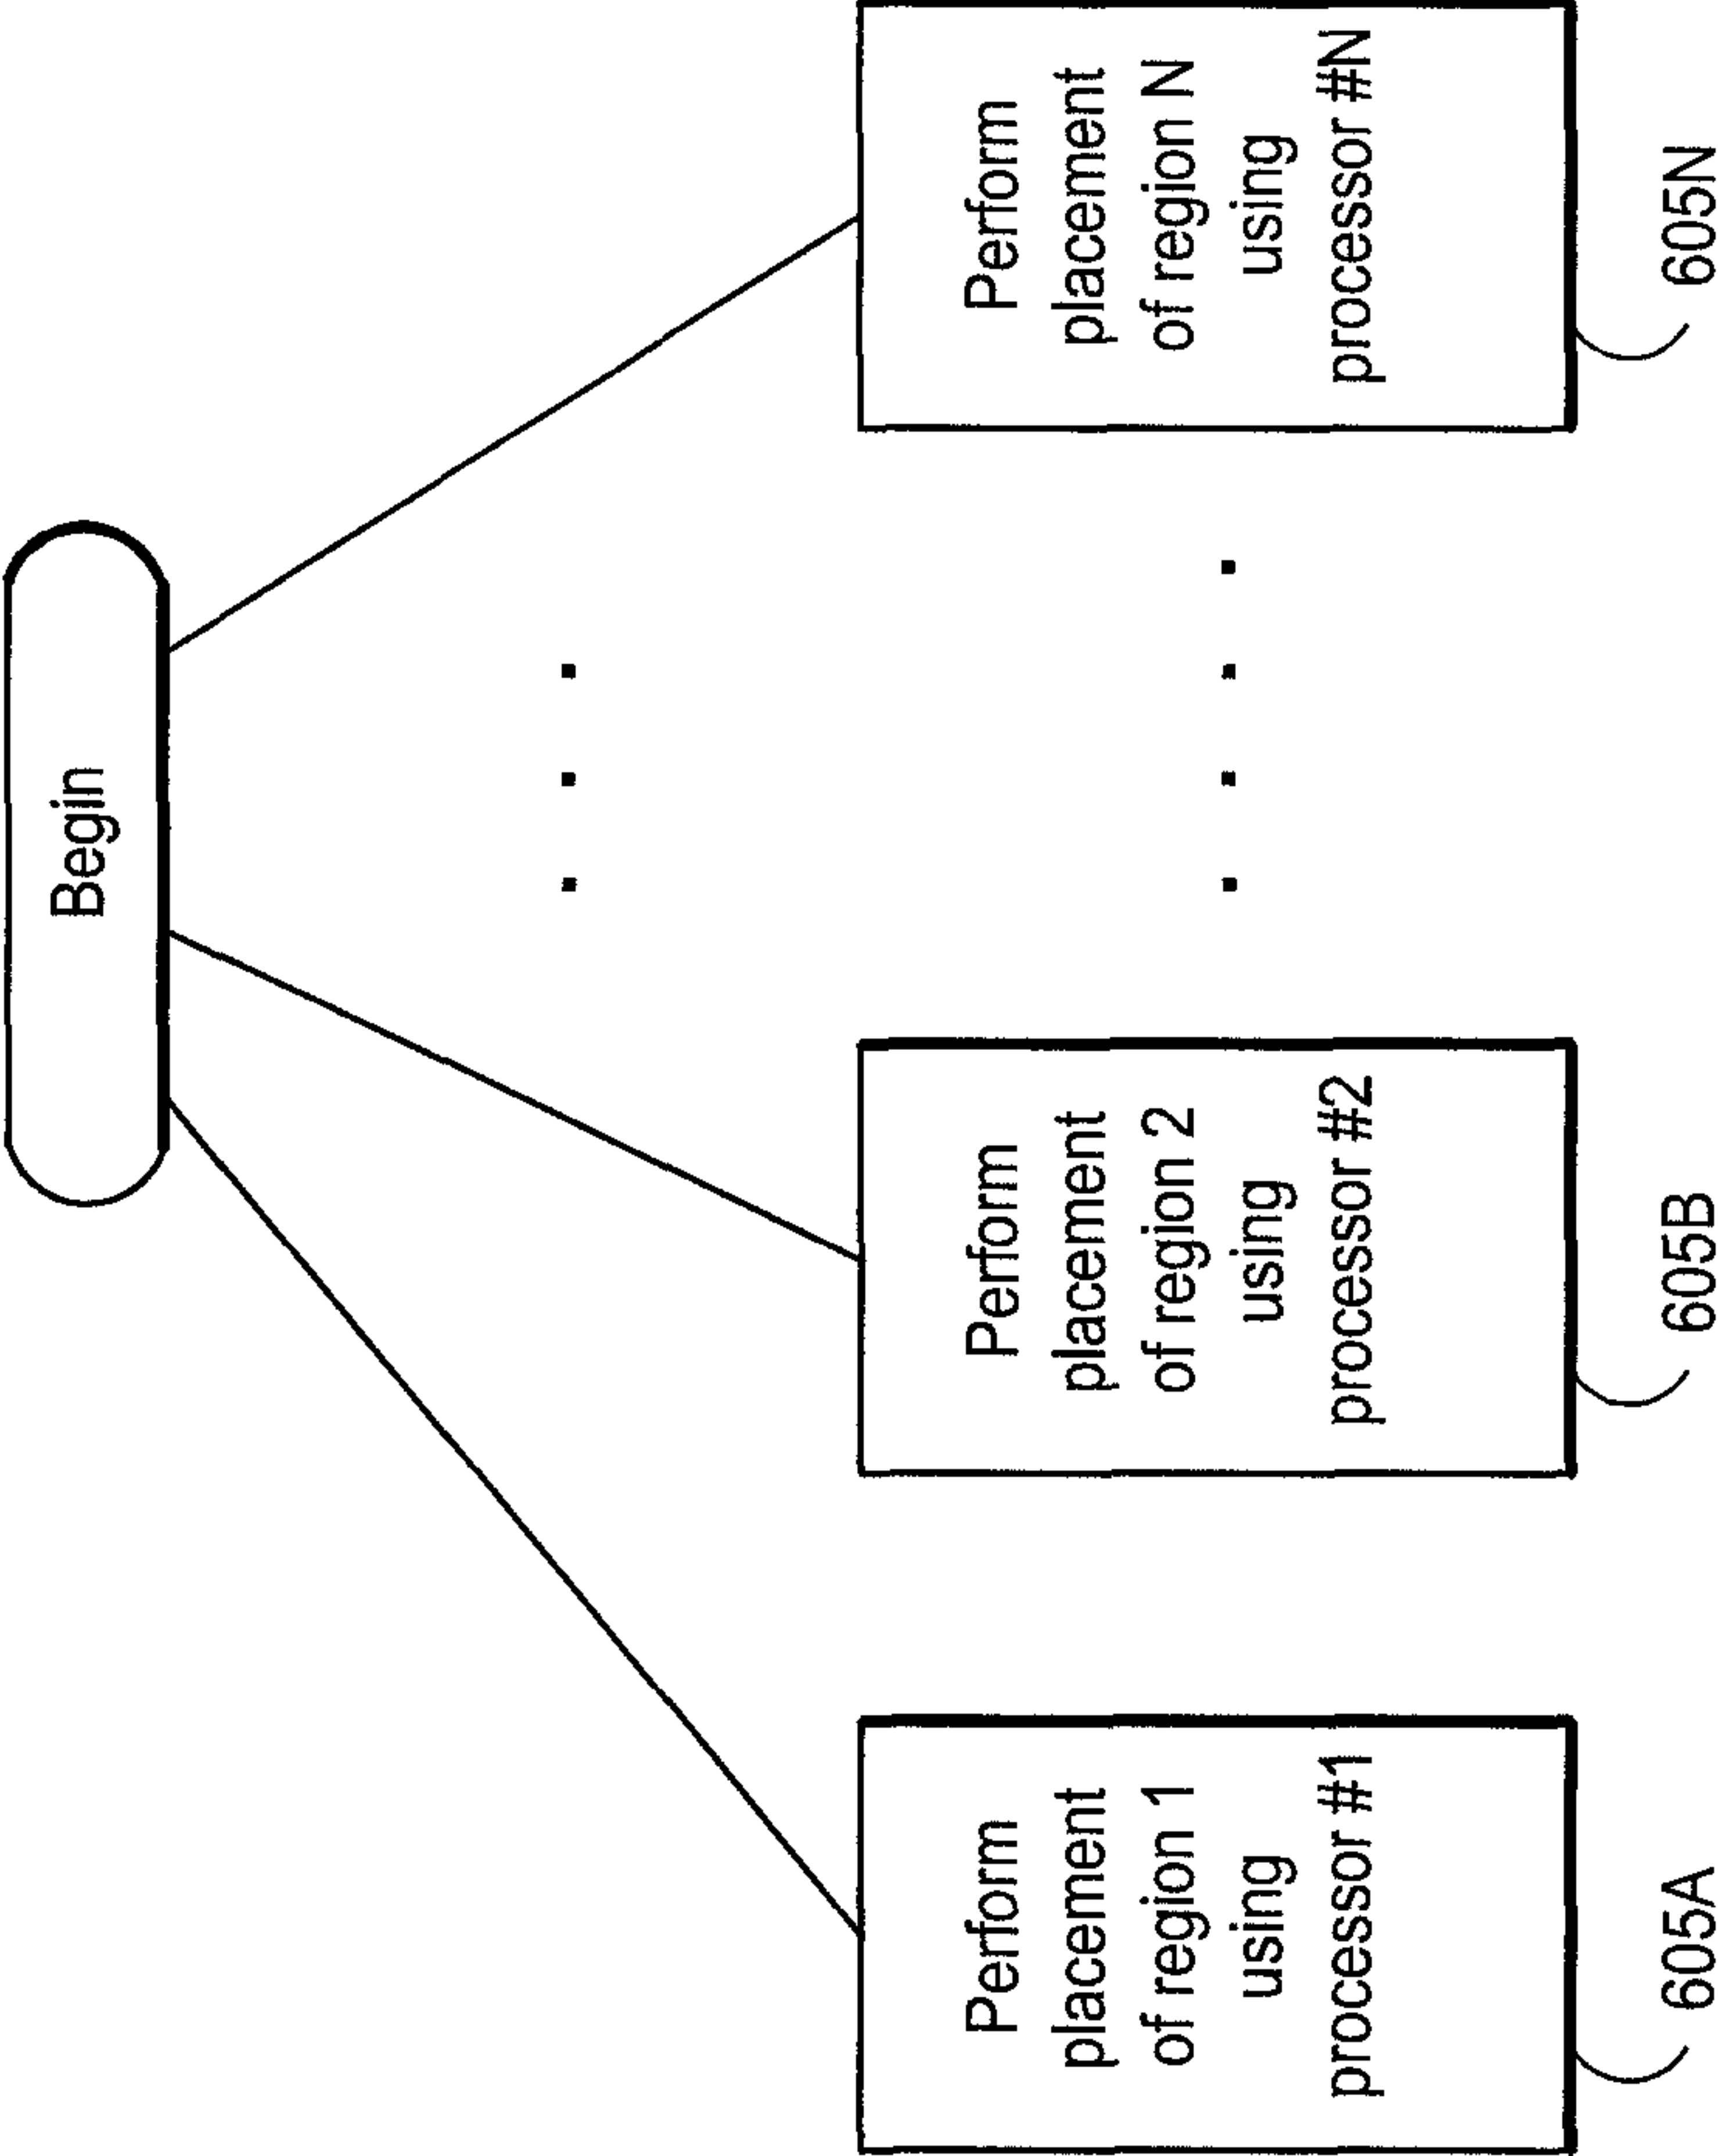 Begin
Perform
placement
of region 1
using
processor #1
605A
Perform
placement
of region 2
using
processor #2
605B
Perform
placement
of region N
using
processor #N
605N